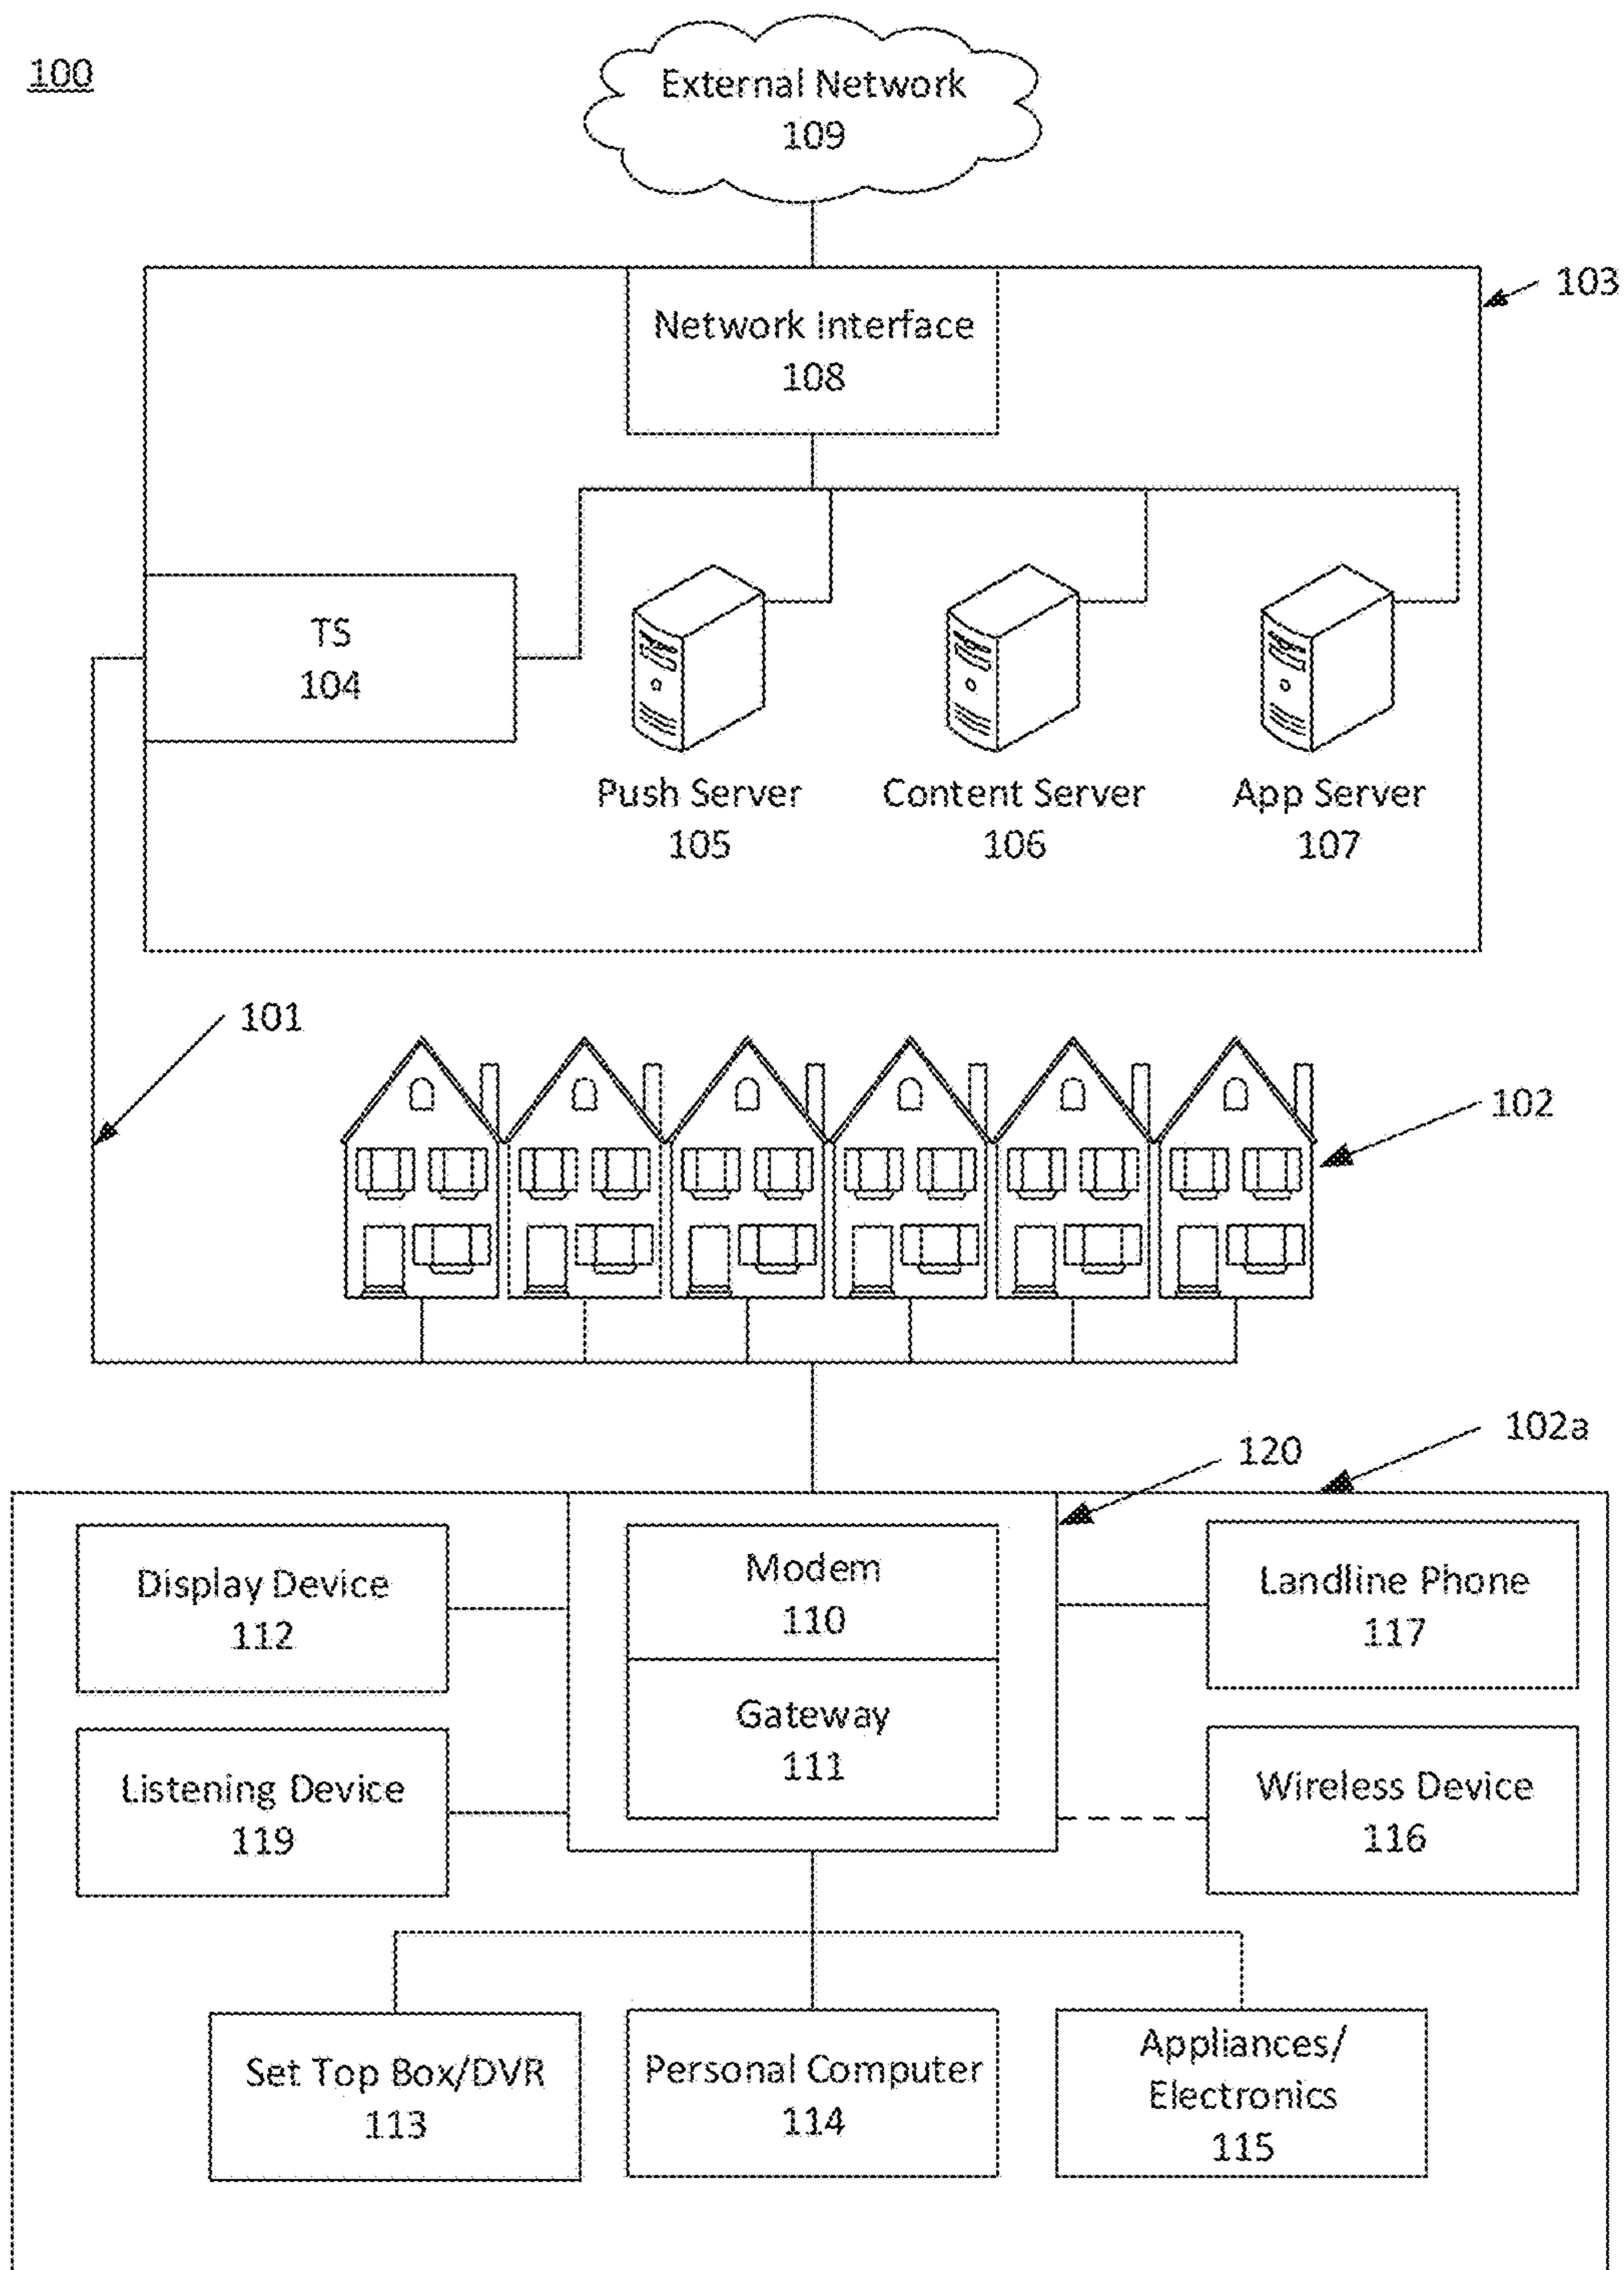 100
External Network
109
103
Network Interface
108
TS
104
Push Server
105
Content Server
106
App Server
107
101
102
102a
120
Display Device
112
Modem
110
Landline Phone
117
Gateway
111
Listening Device
119
Wireless Device
116
Set Top Box/DVR
113
Personal Computer
114
Appliances/
Electronics
115